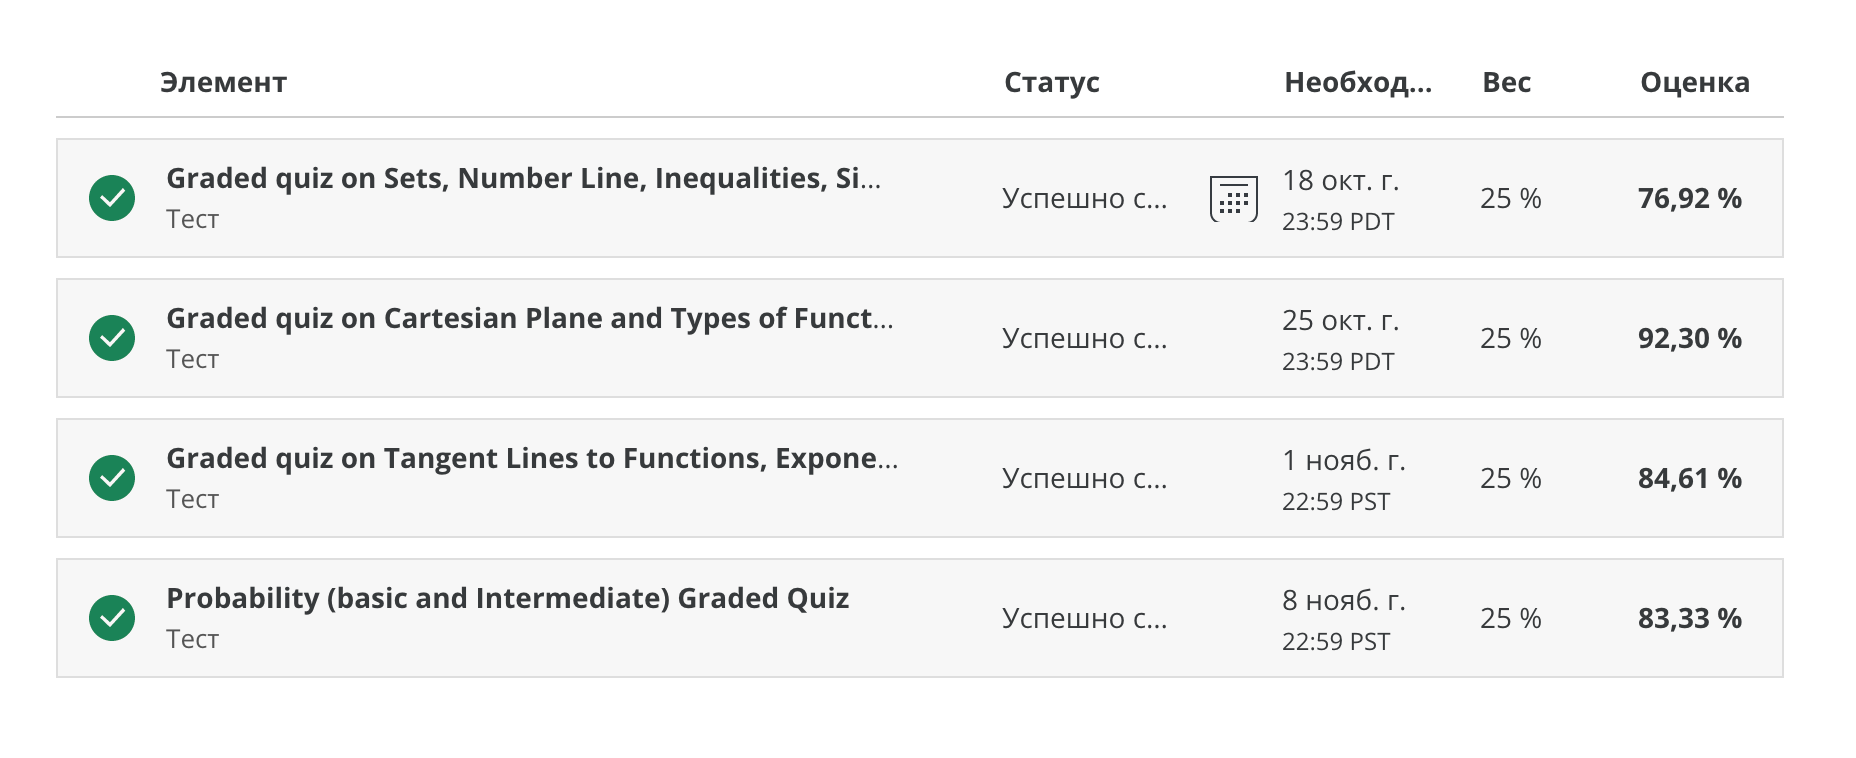 Элемент Статус Необход... Вес Оценка
Graded quiz on Sets, Number Line, Inequalities, Si...
Тест
Успешно с...
18 окт. г.
23:59 PDT
25 %
76,92 %
Graded quiz on Cartesian Plane and Types of Funct...
Тест
Успешно с...
25 окт. г.
23:59 PDT
25 %
92,30 %
Graded quiz on Tangent Lines to Functions, Expone...
Тест
Успешно с...
1 нояб. г.
22:59 PST
25 %
84,61 %
Probability (basic and Intermediate) Graded Quiz
Тест
Успешно с...
8 нояб. г.
22:59 PST
25 %
83,33 %